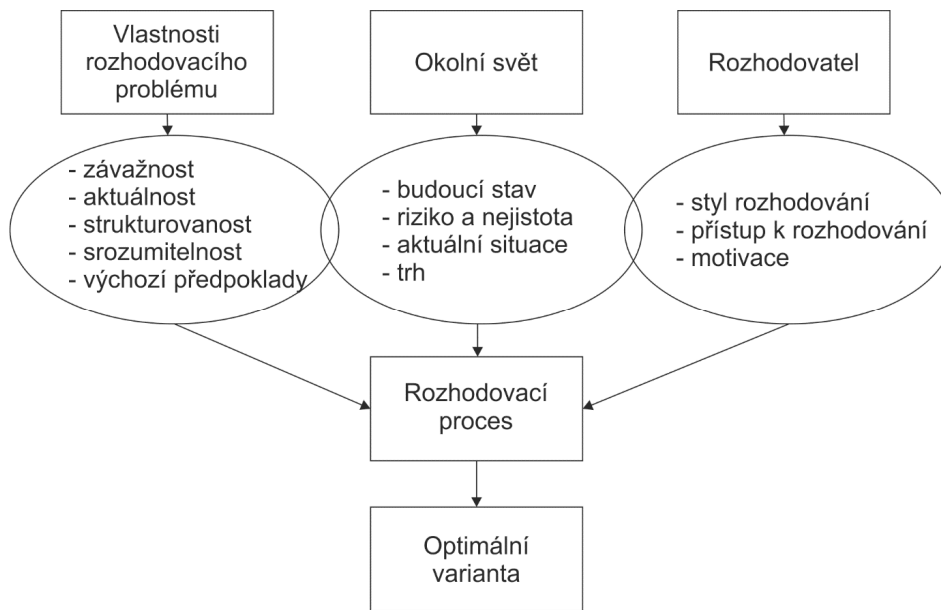 Vlastnosti
rozhodovacího
problému
Okolní svět
Rozhodovatel
- závažnost
- aktuálnost
- strukturovanost
- srozumitelnost
- výchozí předpoklady
- budoucí stav
- riziko a nejistota
- aktuální situace
- trh
- styl rozhodování
- přístup k rozhodování
- motivace
Rozhodovací
proces
Optimální
varianta